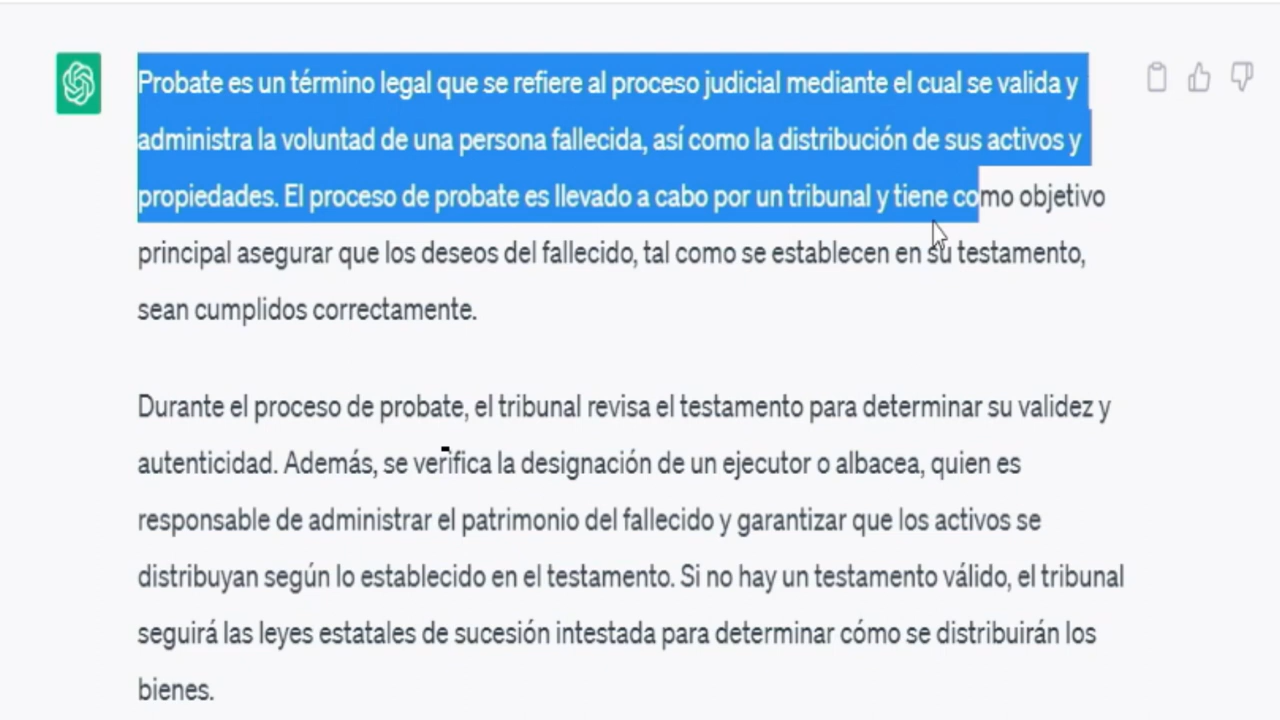 Probate es un término legal que se refiere al proceso judicial mediante el cual se valida y
administra la voluntad de una persona fallecida, así como la distribución de sus activos y
propiedades. El proceso de probate es llevado a cabo por un tribunal y tiene como objetivo
principal asegurar que los deseos del fallecido, tal como se establecen en su testamento,
sean cumplidos correctamente.
Durante el proceso de probate, el tribunal revisa el testamento para determinar su validez y
autenticidad. Además, se verifica la designación de un ejecutor o albacea, quien es
responsable de administrar el patrimonio del fallecido y garantizar que los activos se
distribuyan según lo establecido en el testamento. Si no hay un testamento válido, el tribunal
seguirá las leyes estatales de sucesión intestada para determinar cómo se distribuirán los
bienes.